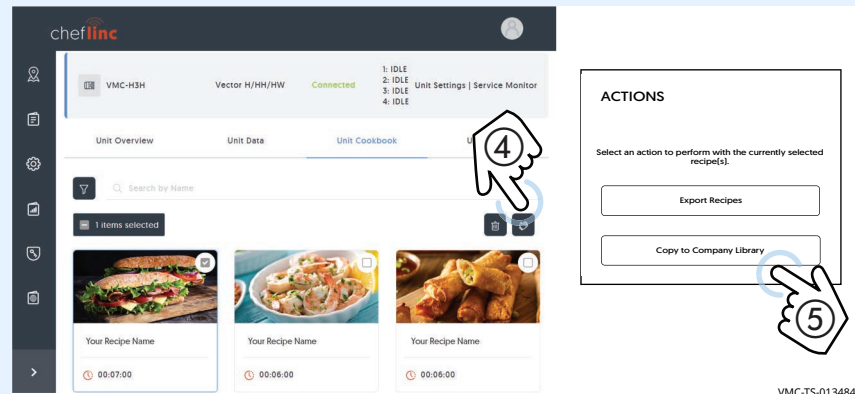 cheflinc
VMC-H3H
Vector H/HH/HW
Connected
1: IDLE
2: IDLE
3: IDLE
4: IDLE
Unit Settings | Service Monitor
Unit Overview
Unit Data
Unit Cookbook
U
4
Search by Name
1 items selected
Your Recipe Name
Your Recipe Name
Your Recipe Name
00:07:00
00:06:00
00:06:00
ACTIONS
Select an action to perform with the currently selected
recipe[s].
Export Recipes
Copy to Company Library
5
VMC-TS-013484